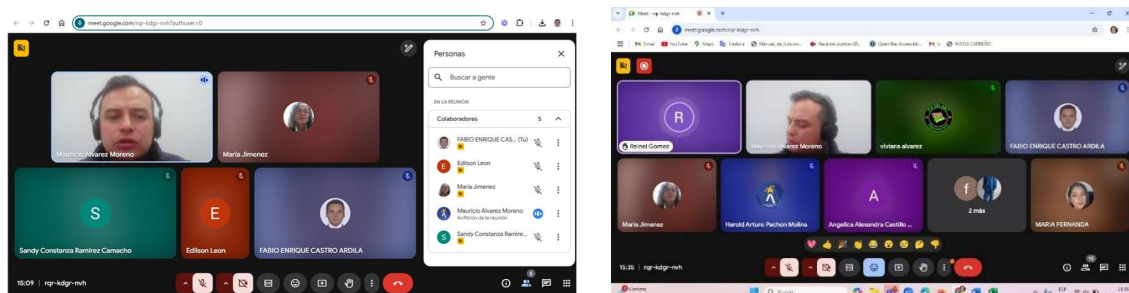 meet.google.com/rqr-kdgr-nvh?authuser=0
Mauricio Alvarez Moreno
Maria Jimenez
S
Sandy Constanza Ramirez Camacho
E
Edilson Leon
FABIO ENRIQUE CASTRO ARDILA
15:09 | rqr-kdgr-nvh
5
Personas
Buscar a gente
EN LA REUNIÓN
Colaboradores 5
FABIO ENRIQUE CAS... (Tú)
E Edilson Leon
Maria Jimenez
Mauricio Alvarez Moreno
Anfitrión de la reunión
S Sandy Constanza Ramire...
Meet - rqr-kdgr-nvh
meet.google.com/rqr-kdgr-nvh
Gmail YouTube Maps
R
Reinel Gomez
Mauricio Alvarez Moreno
viviara alvarez
FABIO ENRIQUE CASTRO ARDILA
Maria Jimenez
Harold Arturo Pachon Molina
A
Angelica Alexandra Castillo ...
f
2 más
MARIA FERNANDA
15:35 | rqr-kdgr-nvh
ESP